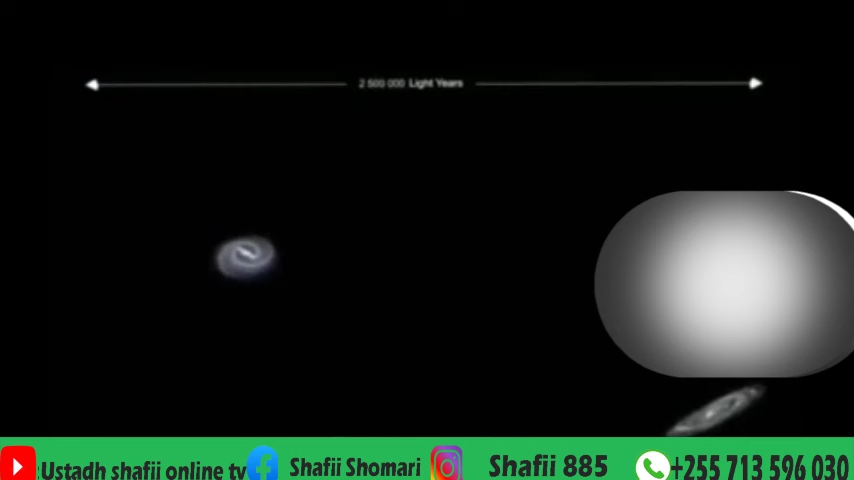 2 500 000 Light Years
:Ustadh shafii online tv Shafii Shomari Shafii 885 +255 713 596 030